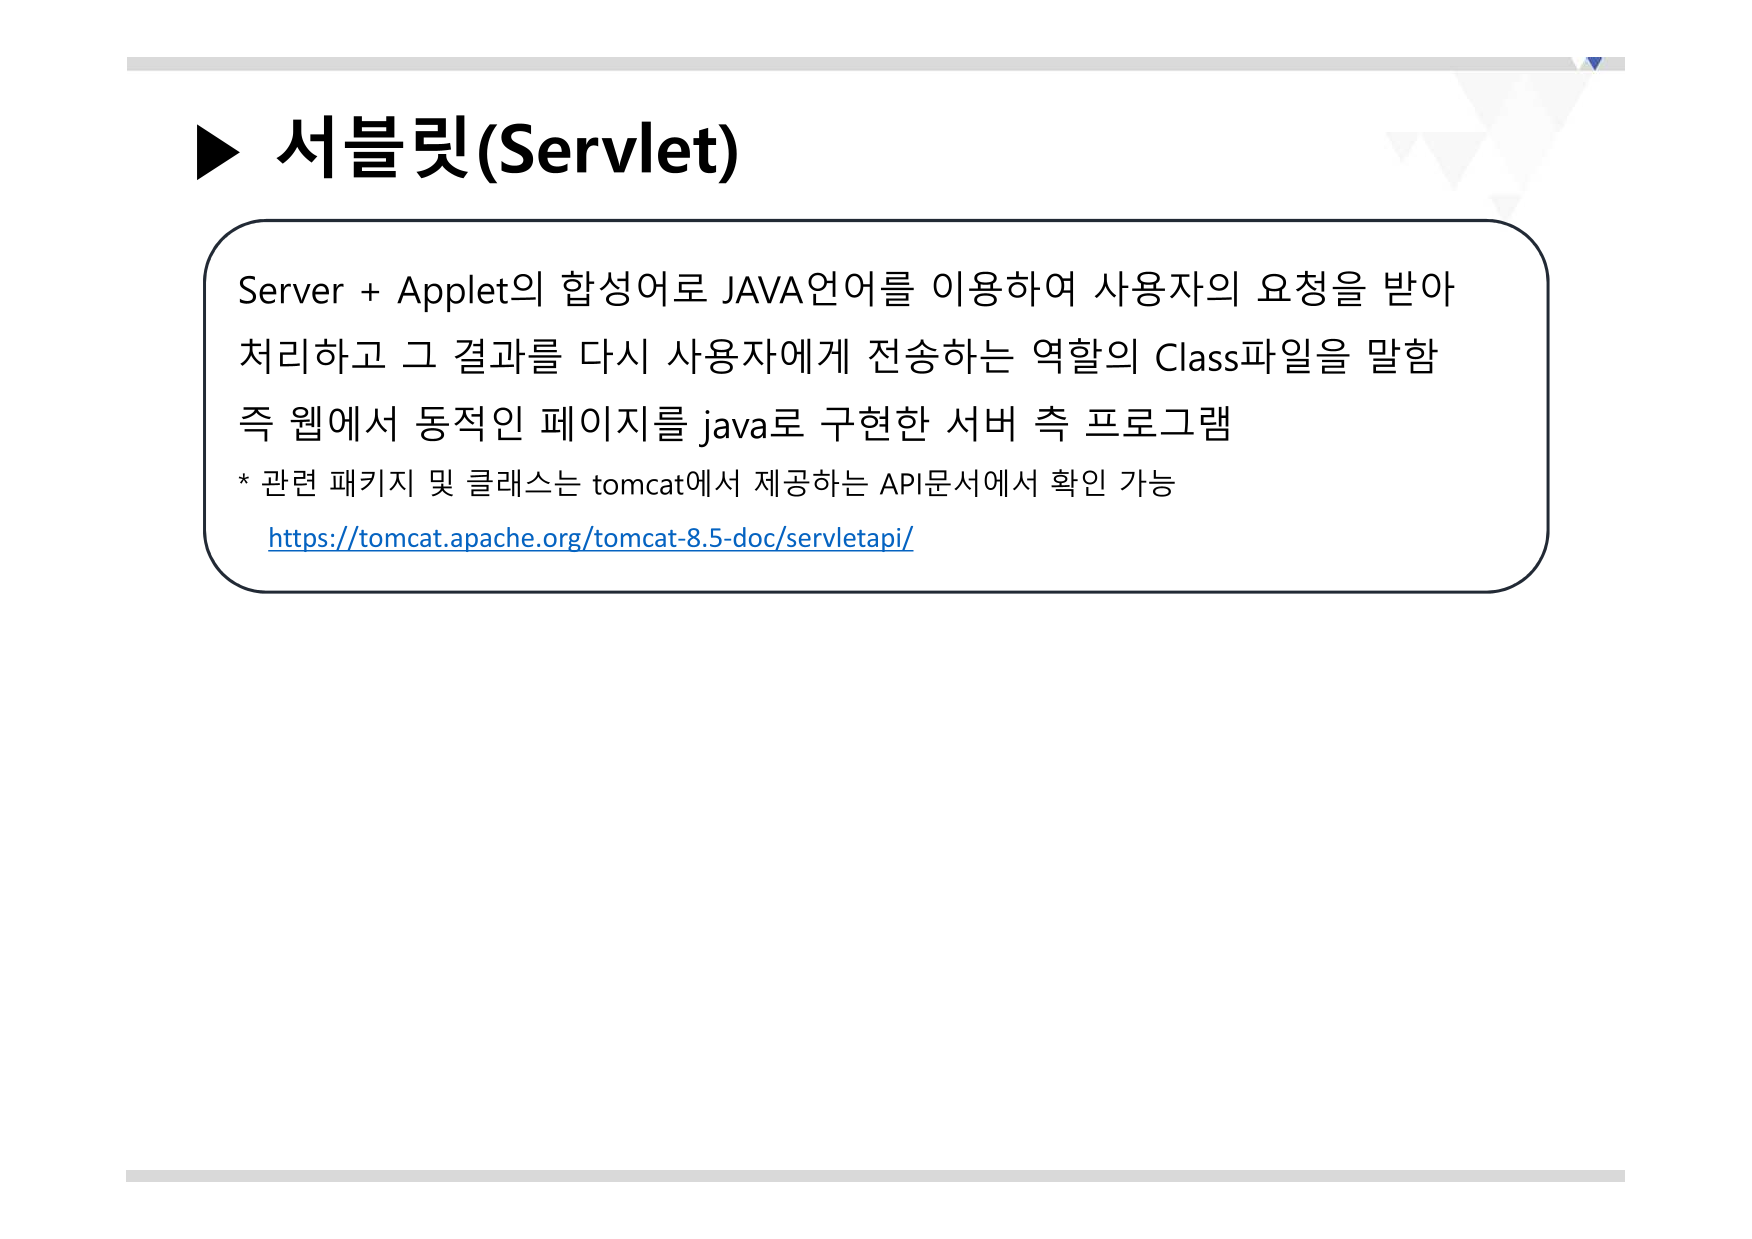 ▶ 서블릿(Servlet)
Server + Applet의 합성어로 JAVA언어를 이용하여 사용자의 요청을 받아
처리하고 그 결과를 다시 사용자에게 전송하는 역할의 Class파일을 말함
즉 웹에서 동적인 페이지를 java로 구현한 서버 측 프로그램
* 관련 패키지 및 클래스는 tomcat에서 제공하는 API문서에서 확인 가능
https://tomcat.apache.org/tomcat-8.5-doc/servletapi/